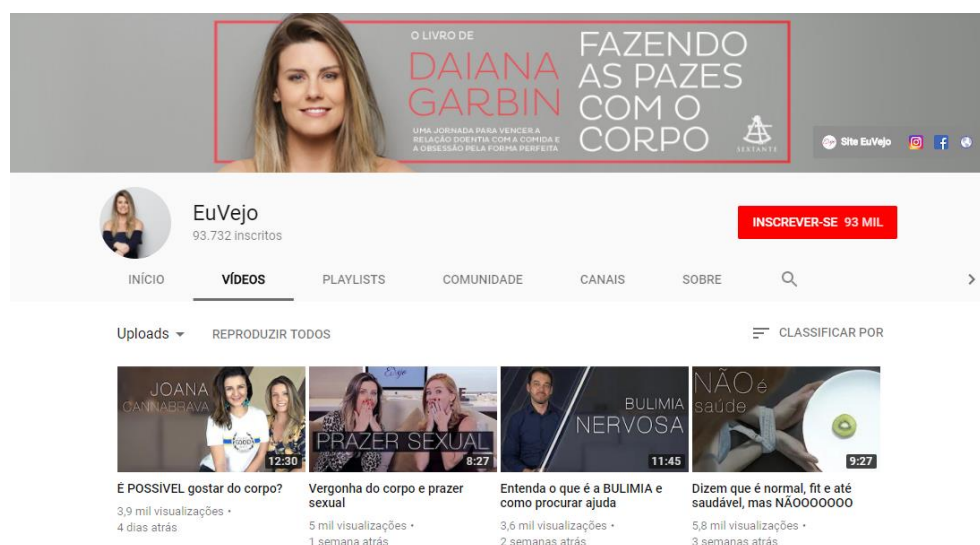 O LIVRO DE
DAIANA
GARBIN
UMA JORNADA PARA VENCER A
RELAÇÃO DOENTIA COM A COMIDA E
A OBSESSÃO PELA FORMA PERFEITA
FAZENDO
AS PAZES
COM O
CORPO
SEXTANTE
Site EuVejo
EuVejo
93.732 inscritos
INSCREVER-SE 93 MIL
INÍCIO VÍDEOS PLAYLISTS COMUNIDADE CANAIS SOBRE
Uploads REPRODUZIR TODOS CLASSIFICAR POR
JOANA
CANNABRAVA
12:30
EuVejo
PRAZER SEXUAL
8:27
BULIMIA
NERVOSA
11:45
NÃO é
saúde
9:27
É POSSÍVEL gostar do corpo?
3,9 mil visualizações •
4 dias atrás
Vergonha do corpo e prazer
sexual
5 mil visualizações •
1 semana atrás
Entenda o que é a BULIMIA e
como procurar ajuda
3,6 mil visualizações •
2 semanas atrás
Dizem que é normal, fit e até
saudável, mas NÃOOOOOOO
5,8 mil visualizações •
3 semanas atrás